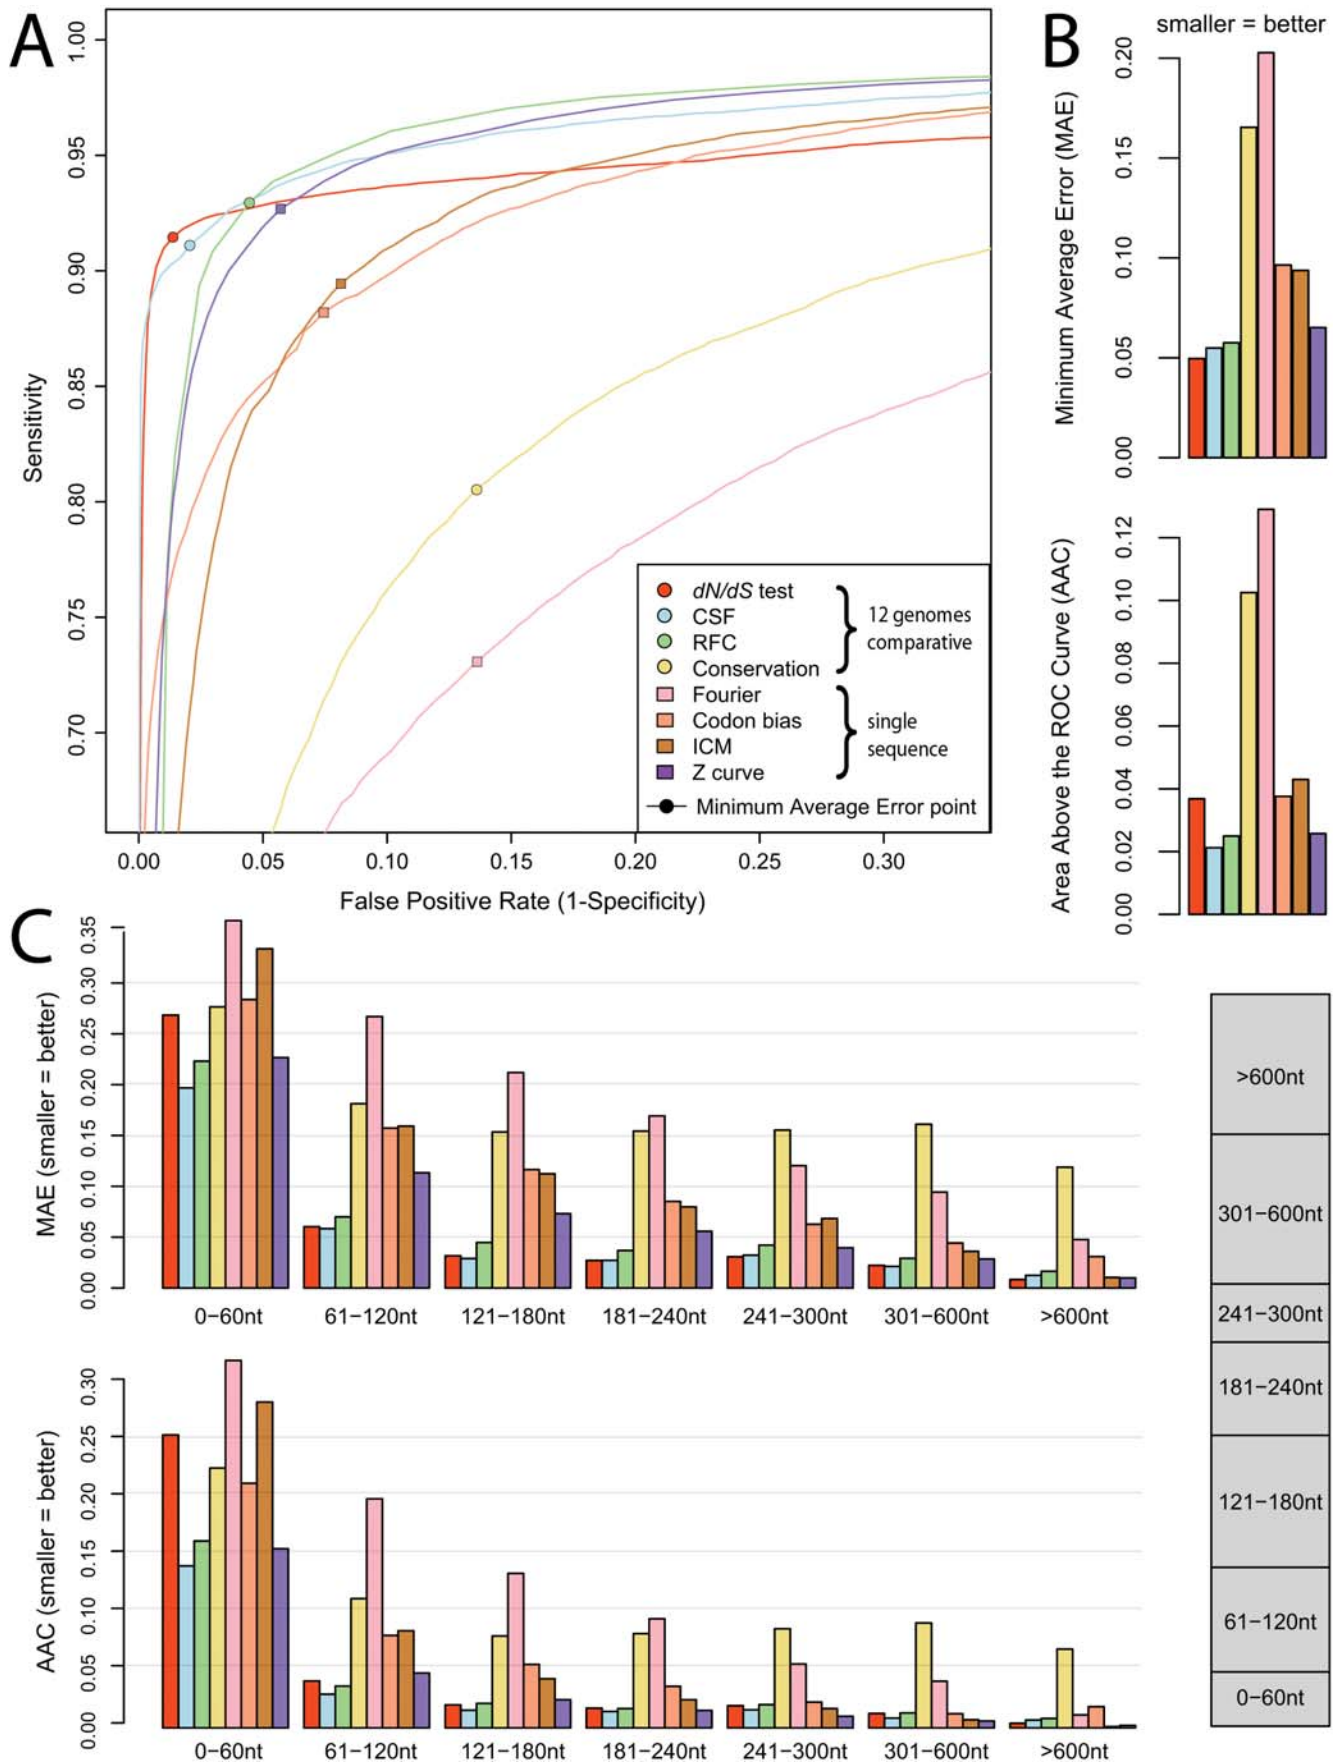 A
1.00
0.95
0.90
0.85
0.80
0.75
0.70
Sensitivity
0.00 0.05 0.10 0.15 0.20 0.25 0.30
False Positive Rate (1-Specificity)
dN/dS test
CSF
RFC
Conservation
12 genomes
comparative
Fourier
Codon bias
ICM
Z curve
single
sequence
Minimum Average Error point
B
smaller = better
0.20
0.15
0.10
0.05
0.00
Minimum Average Error (MAE)
0.12
0.10
0.08
0.06
0.04
0.02
0.00
Area Above the ROC Curve (AAC)
C
0.35
0.30
0.25
0.20
0.15
0.10
0.05
0.00
MAE (smaller = better)
0−60nt 61−120nt 121−180nt 181−240nt 241−300nt 301−600nt >600nt
0.30
0.25
0.20
0.15
0.10
0.05
0.00
AAC (smaller = better)
0−60nt 61−120nt 121−180nt 181−240nt 241−300nt 301−600nt >600nt
>600nt
301−600nt
241−300nt
181−240nt
121−180nt
61−120nt
0−60nt